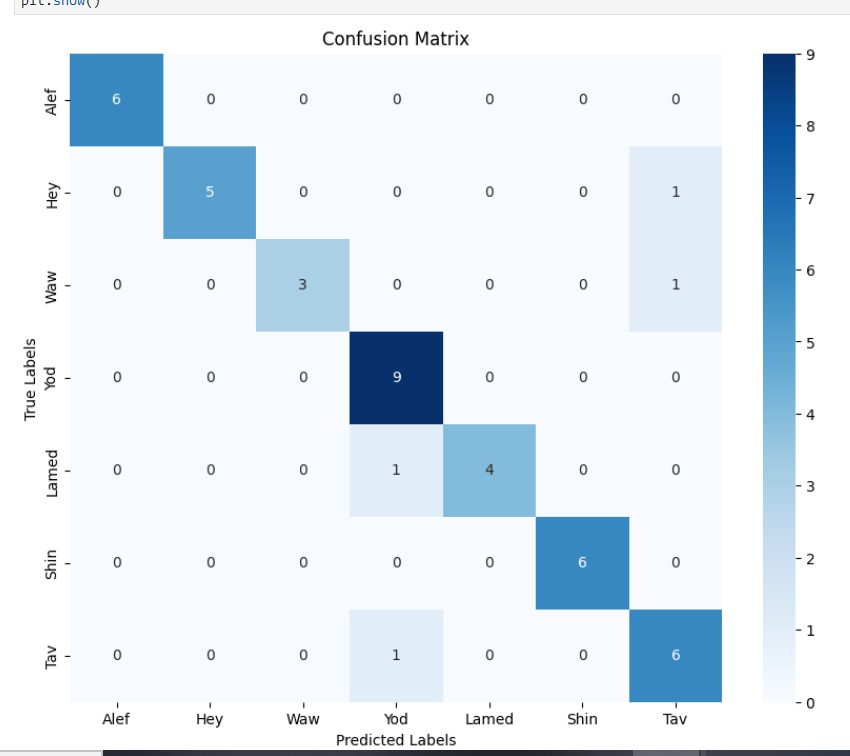 plt.show()
Confusion Matrix
Alef 6 0 0 0 0 0 0
Hey 0 5 0 0 0 0 1
Waw 0 0 3 0 0 0 1
Yod 0 0 0 9 0 0 0
Lamed 0 0 0 1 4 0 0
Shin 0 0 0 0 0 6 0
Tav 0 0 0 1 0 0 6
Alef Hey Waw Yod Lamed Shin Tav
Predicted Labels
True Labels
9
8
7
6
5
4
3
2
1
0